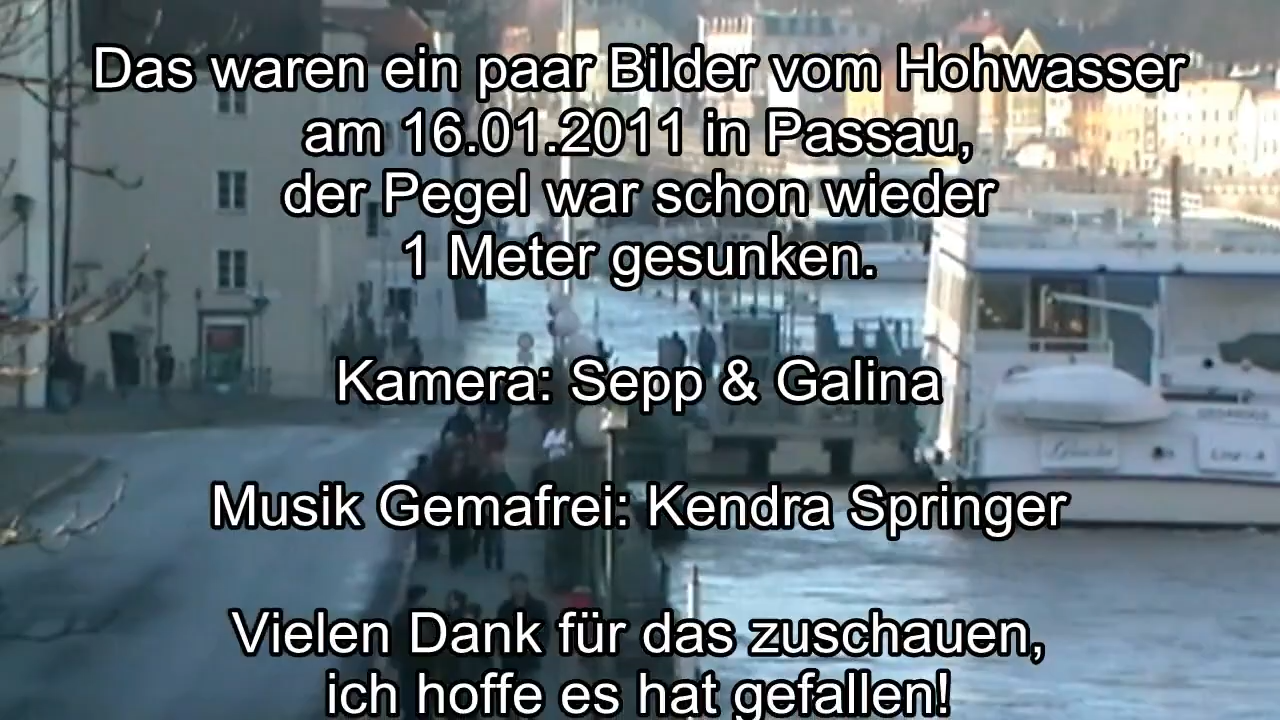 Das waren ein paar Bilder vom Hohwasser
am 16.01.2011 in Passau,
der Pegel war schon wieder
1 Meter gesunken.
Kamera: Sepp & Galina
Musik Gemafrei: Kendra Springer
Vielen Dank für das zuschauen,
ich hoffe es hat gefallen!